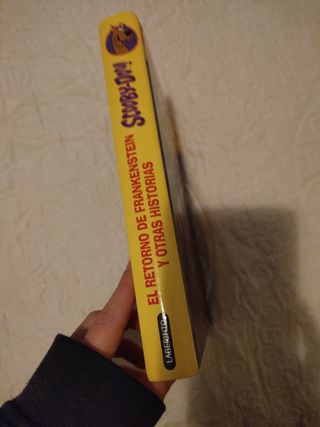 SCOOBY-DOO!
EL RETORNO DE FRANKENSTEIN
Y OTRAS HISTORIAS
LABERINTO